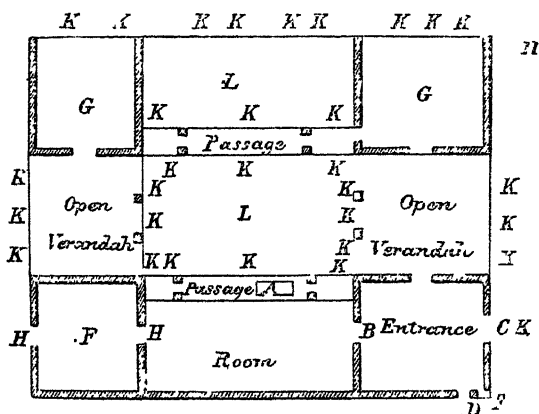 K K K K K K K K K
H
G L G
K K K
Passage
K K K
K K K K
Open K L K Open K
K Verandah K Verandah
K K K K
Passage A
H F H B Entrance C K
Room
D